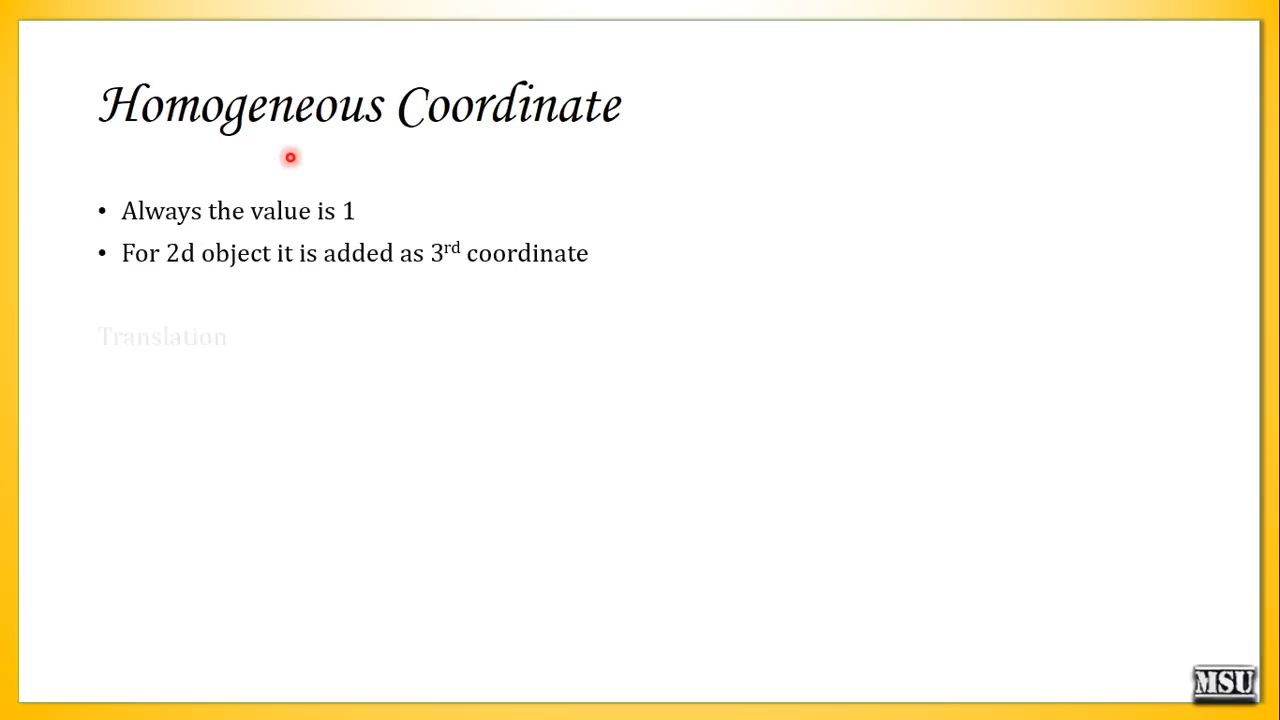 Homogeneous Coordinate
• Always the value is 1
• For 2d object it is added as 3rd coordinate
Translation
MSU